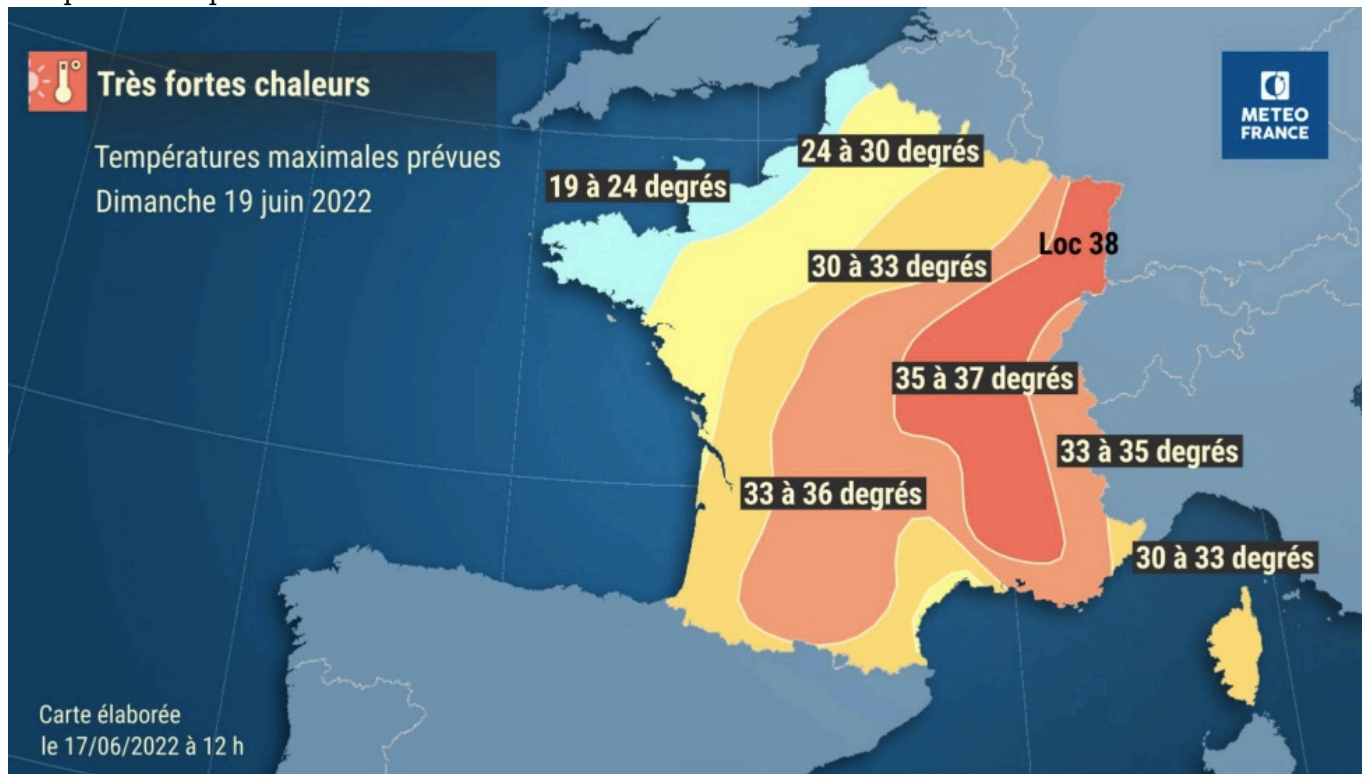 Très fortes chaleurs
Températures maximales prévues
Dimanche 19 juin 2022
METEO
FRANCE
24 à 30 degrés
19 à 24 degrés
Loc 38
30 à 33 degrés
35 à 37 degrés
33 à 35 degrés
33 à 36 degrés
30 à 33 degrés
Carte élaborée
le 17/06/2022 à 12 h